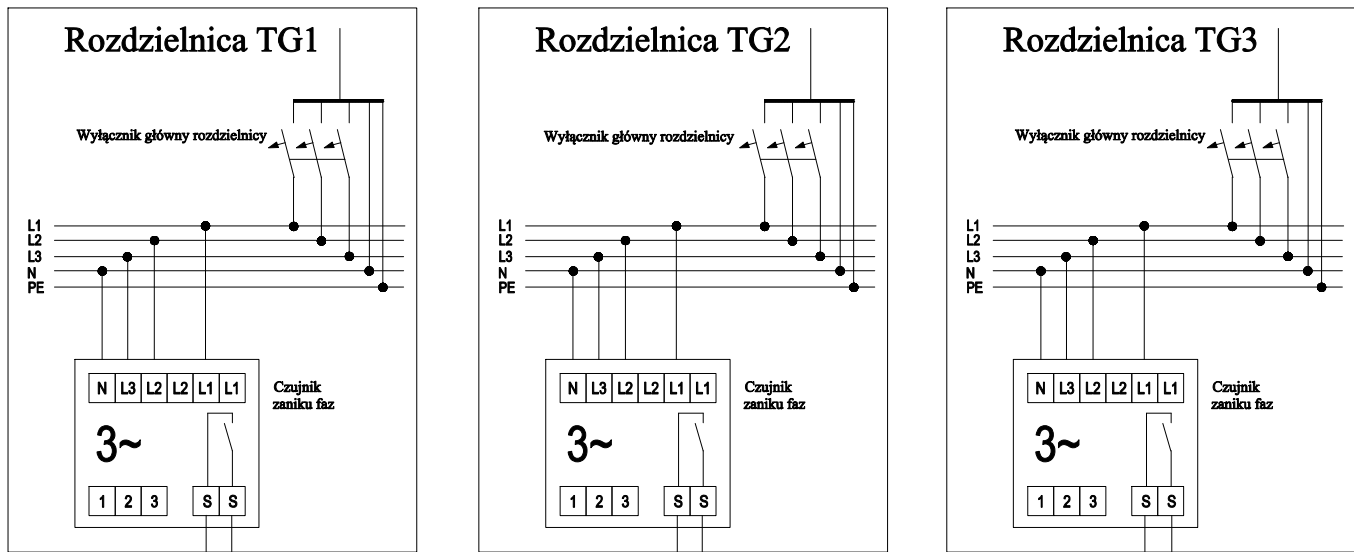 Rozdzielnica TG1
Wyłącznik główny rozdzielnicy
L1
L2
L3
N
PE
N L3 L2 L2 L1 L1
Czujnik
zaniku faz
3~
1 2 3 S S
Rozdzielnica TG2
Wyłącznik główny rozdzielnicy
L1
L2
L3
N
PE
N L3 L2 L2 L1 L1
Czujnik
zaniku faz
3~
1 2 3 S S
Rozdzielnica TG3
Wyłącznik główny rozdzielnicy
L1
L2
L3
N
PE
N L3 L2 L2 L1 L1
Czujnik
zaniku faz
3~
1 2 3 S S